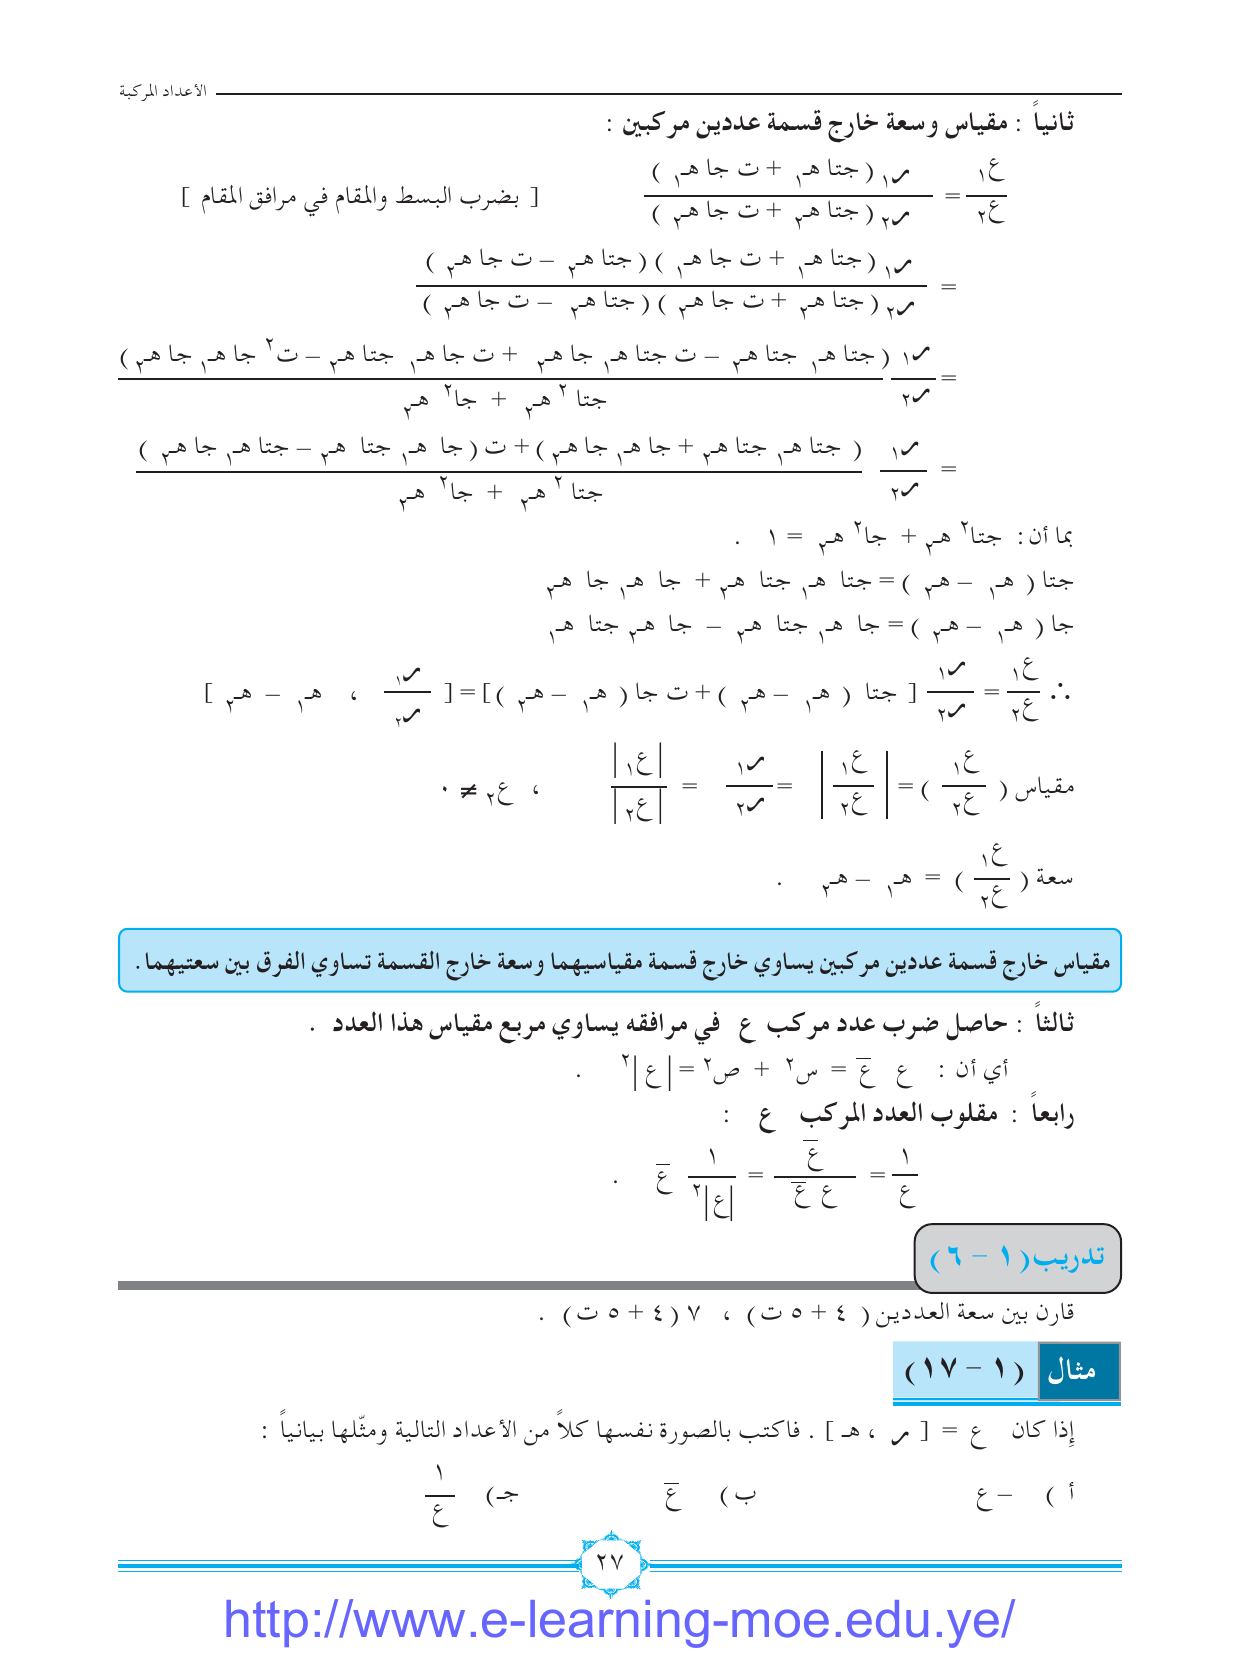 الأعداد المركبة
ثانياً : مقياس وسعة خارج قسمة عددين مركبين :
ع١/ع٢ = ر١ ( جتا هـ١ + ت جا هـ١ ) / ر٢ ( جتا هـ٢ + ت جا هـ٢ ) [ بضرب البسط والمقام في مرافق المقام ]
= ر١ ( جتا هـ١ + ت جا هـ١ ) ( جتا هـ٢ – ت جا هـ٢ ) / ر٢ ( جتا هـ٢ + ت جا هـ٢ ) ( جتا هـ٢ – ت جا هـ٢ )
= ر١/ر٢ ( جتا هـ١ جتا هـ٢ – ت جتا هـ١ جا هـ٢ + ت جا هـ١ جتا هـ٢ – ت٢ جا هـ١ جا هـ٢ ) / جتا٢ هـ٢ + جا٢ هـ٢
= ر١/ر٢ ( جتا هـ١ جتا هـ٢ + جا هـ١ جا هـ٢ ) + ت ( جا هـ١ جتا هـ٢ – جتا هـ١ جا هـ٢ ) / جتا٢ هـ٢ + جا٢ هـ٢
بما أن : جتا٢ هـ٢ + جا٢ هـ٢ = ١ .
جتا ( هـ١ – هـ٢ ) = جتا هـ١ جتا هـ٢ + جا هـ١ جا هـ٢
جا ( هـ١ – هـ٢ ) = جا هـ١ جتا هـ٢ – جا هـ٢ جتا هـ١
∴ ع١/ع٢ = ر١/ر٢ [ جتا ( هـ١ – هـ٢ ) + ت جا ( هـ١ – هـ٢ ) ] = [ ر١/ر٢ ، هـ١ – هـ٢ ]
مقياس ( ع١/ع٢ ) = | ع١/ع٢ | = ر١/ر٢ = |ع١|/|ع٢| ، ع٢ ≠ ٠
سعة ( ع١/ع٢ ) = هـ١ – هـ٢ .
مقياس خارج قسمة عددين مركبين يساوي خارج قسمة مقياسيهما وسعة خارج القسمة تساوي الفرق بين سعتيهما .
ثالثاً : حاصل ضرب عدد مركب ع في مرافقه يساوي مربع مقياس هذا العدد .
أي أن : ع ع̅ = س٢ + ص٢ = |ع|٢ .
رابعاً : مقلوب العدد المركب ع :
١/ع = ع̅/ع ع̅ = ١/|ع|٢ ع̅ .
تدريب ( ١ – ٦ )
قارن بين سعة العددين ( ٤ + ٥ ت ) ، ٧ ( ٤ + ٥ ت ) .
مثال ( ١ – ١٧ )
إِذا كان ع = [ ر ، هـ ] . فاكتب بالصورة نفسها كلاً من الأعداد التالية ومثّلها بيانياً :
أ ) – ع ب ) ع̅ جـ ) ١/ع
٢٧
http://www.e-learning-moe.edu.ye/